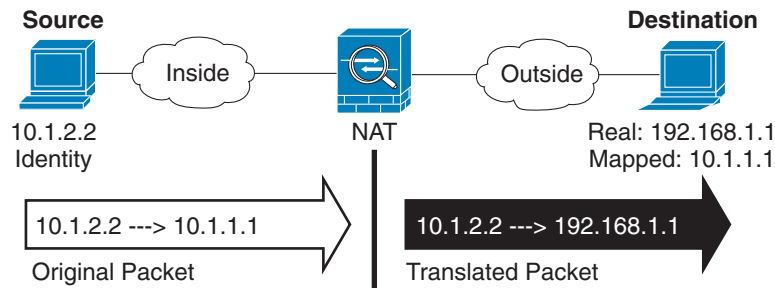 Source
Destination
Inside
Outside
10.1.2.2
Identity
NAT
Real: 192.168.1.1
Mapped: 10.1.1.1
10.1.2.2 ---> 10.1.1.1
10.1.2.2 ---> 192.168.1.1
Original Packet
Translated Packet